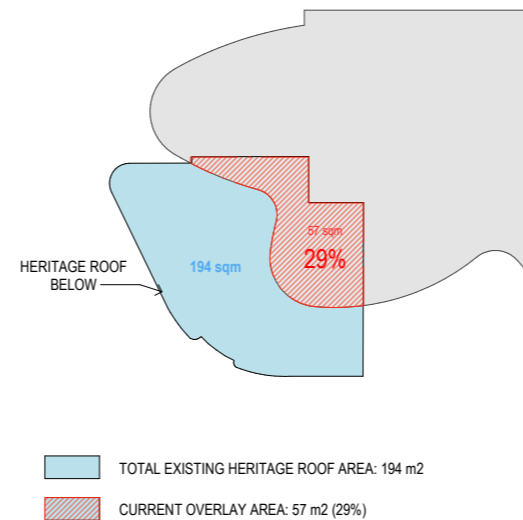 57 sqm
29%
194 sqm
HERITAGE ROOF
BELOW
TOTAL EXISTING HERITAGE ROOF AREA: 194 m2
CURRENT OVERLAY AREA: 57 m2 (29%)